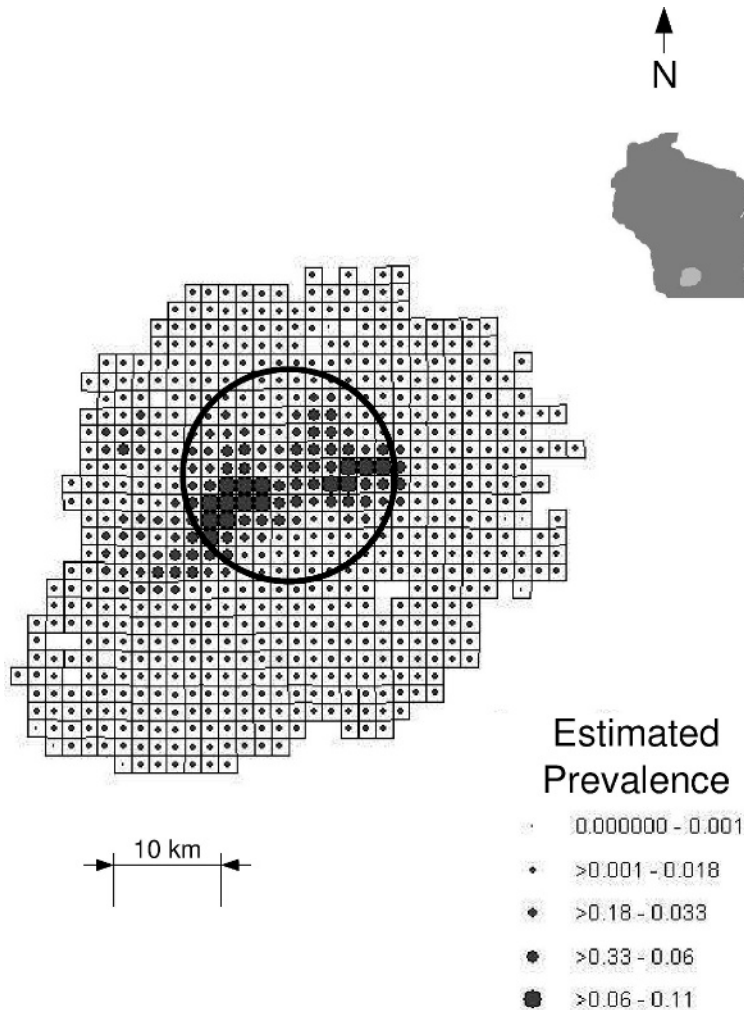 N
10 km
Estimated
Prevalence
0.000000 - 0.001
>0.001 - 0.018
>0.18 - 0.033
>0.33 - 0.06
>0.06 - 0.11